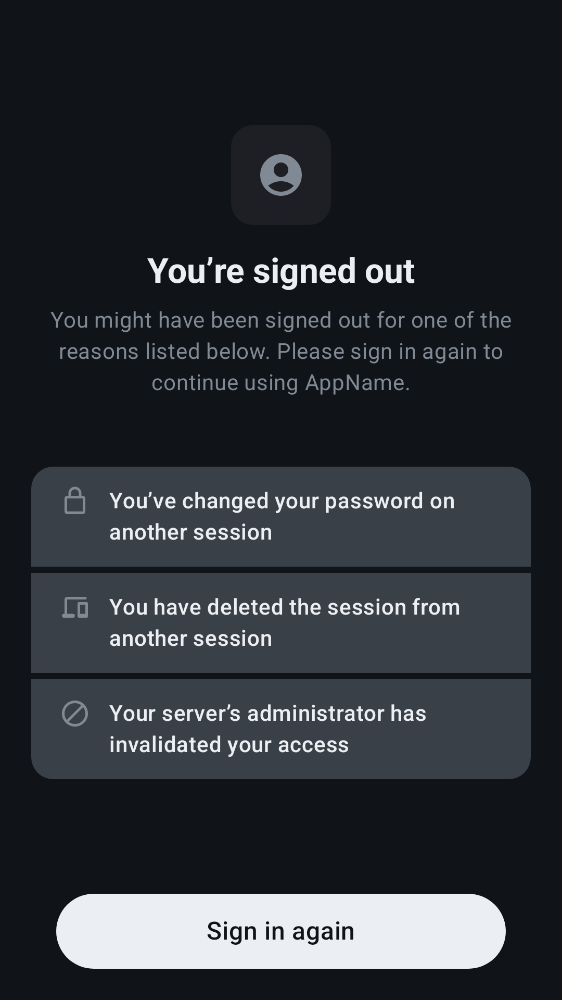 You’re signed out
You might have been signed out for one of the
reasons listed below. Please sign in again to
continue using AppName.
You’ve changed your password on
another session
You have deleted the session from
another session
Your server’s administrator has
invalidated your access
Sign in again